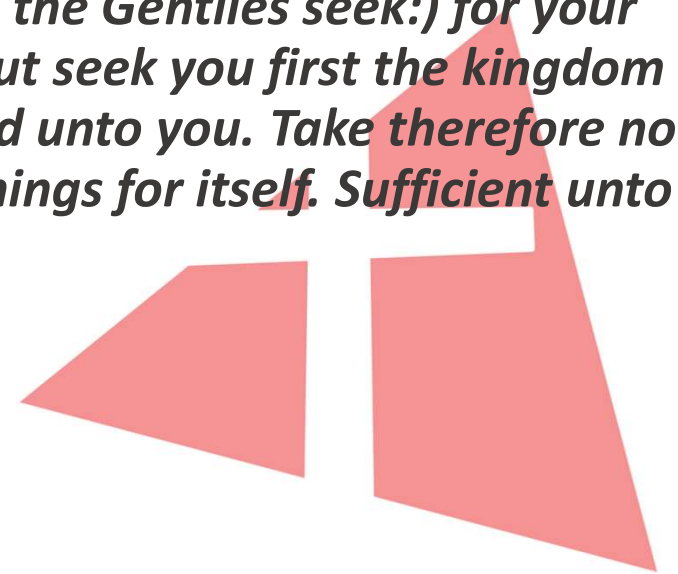 the Gentiles seek:) for your
ut seek you first the kingdom
d unto you. Take therefore no
nings for itself. Sufficient unto